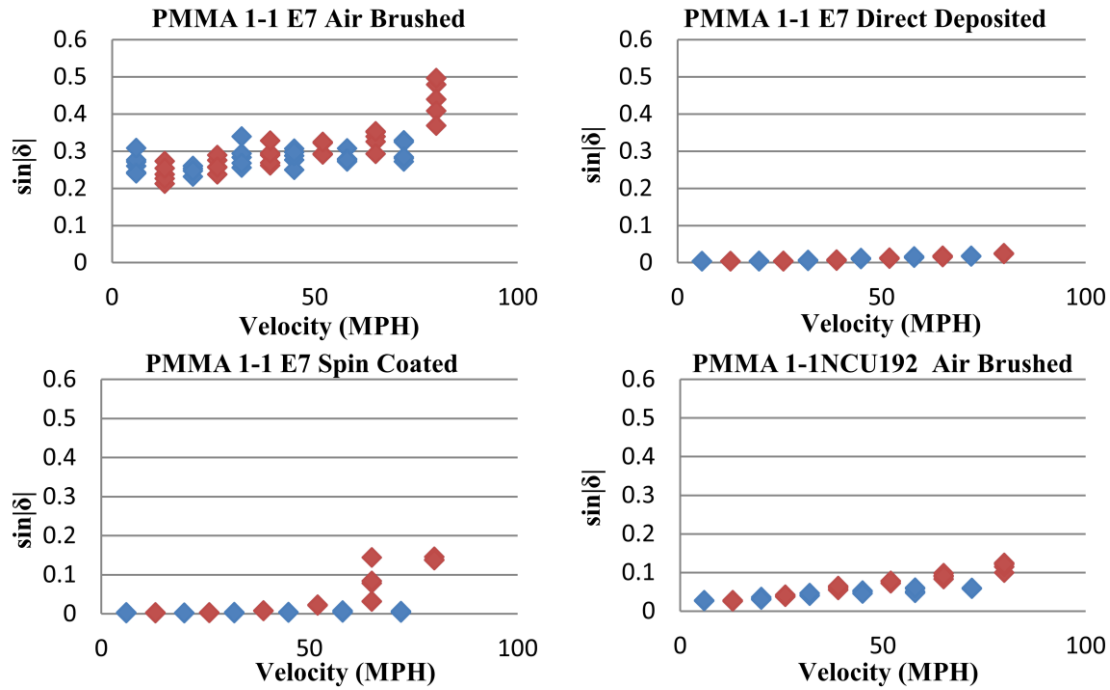 PMMA 1-1 E7 Air Brushed
0.6
0.5
0.4
0.3
0.2
0.1
0
sin|δ|
0 50 100
Velocity (MPH)
PMMA 1-1 E7 Direct Deposited
0.6
0.5
0.4
0.3
0.2
0.1
0
sin|δ|
0 50 100
Velocity (MPH)
PMMA 1-1 E7 Spin Coated
0.6
0.5
0.4
0.3
0.2
0.1
0
sin|δ|
0 50 100
Velocity (MPH)
PMMA 1-1NCU192 Air Brushed
0.6
0.5
0.4
0.3
0.2
0.1
0
sin|δ|
0 50 100
Velocity (MPH)